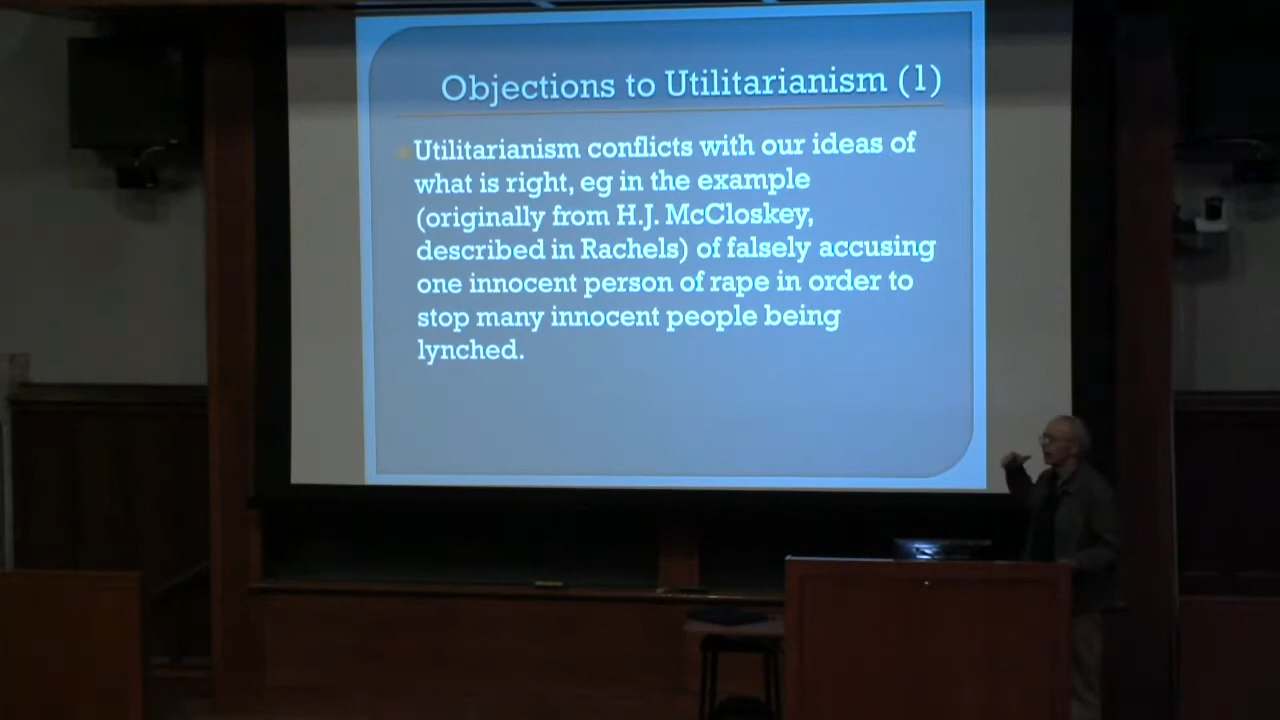 Objections to Utilitarianism (1)
Utilitarianism conflicts with our ideas of
what is right, eg in the example
(originally from H.J. McCloskey,
described in Rachels) of falsely accusing
one innocent person of rape in order to
stop many innocent people being
lynched.